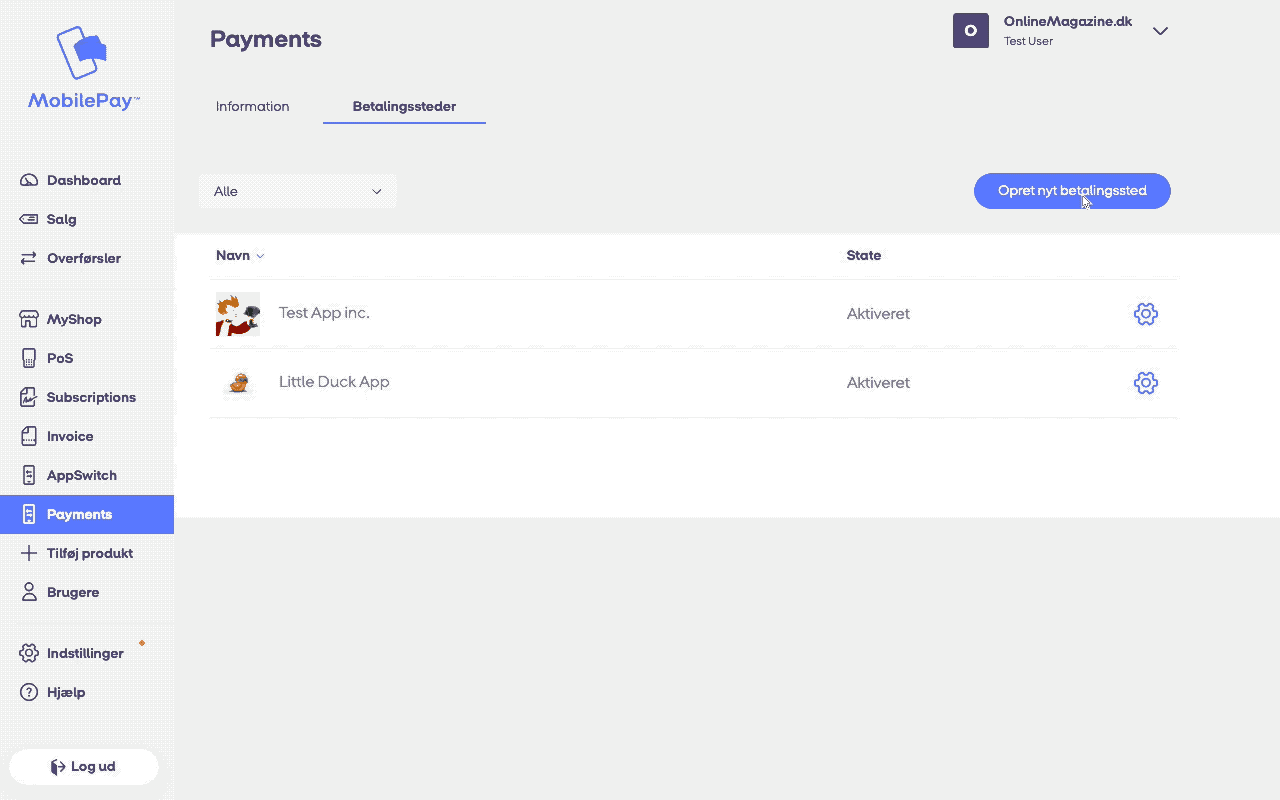 MobilePay™
Dashboard
Salg
Overførsler
MyShop
PoS
Subscriptions
Invoice
AppSwitch
Payments
Tilføj produkt
Brugere
Indstillinger
Hjælp
Log ud
Payments
O
OnlineMagazine.dk
Test User
Information
Betalingssteder
Alle
Opret nyt betalingssted
Navn
State
Test App inc.
Aktiveret
Little Duck App
Aktiveret